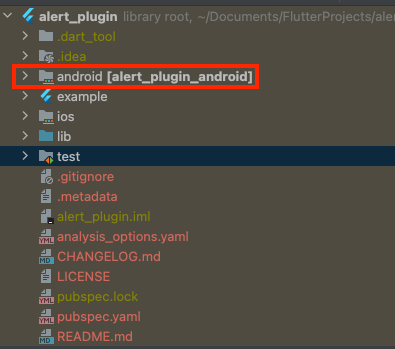 alert_plugin library root, ~/Documents/FlutterProjects/aler
.dart_tool
.idea
android [alert_plugin_android]
example
ios
lib
test
.gitignore
.metadata
alert_plugin.iml
YML analysis_options.yaml
MD CHANGELOG.md
LICENSE
YML pubspec.lock
YML pubspec.yaml
MD README.md